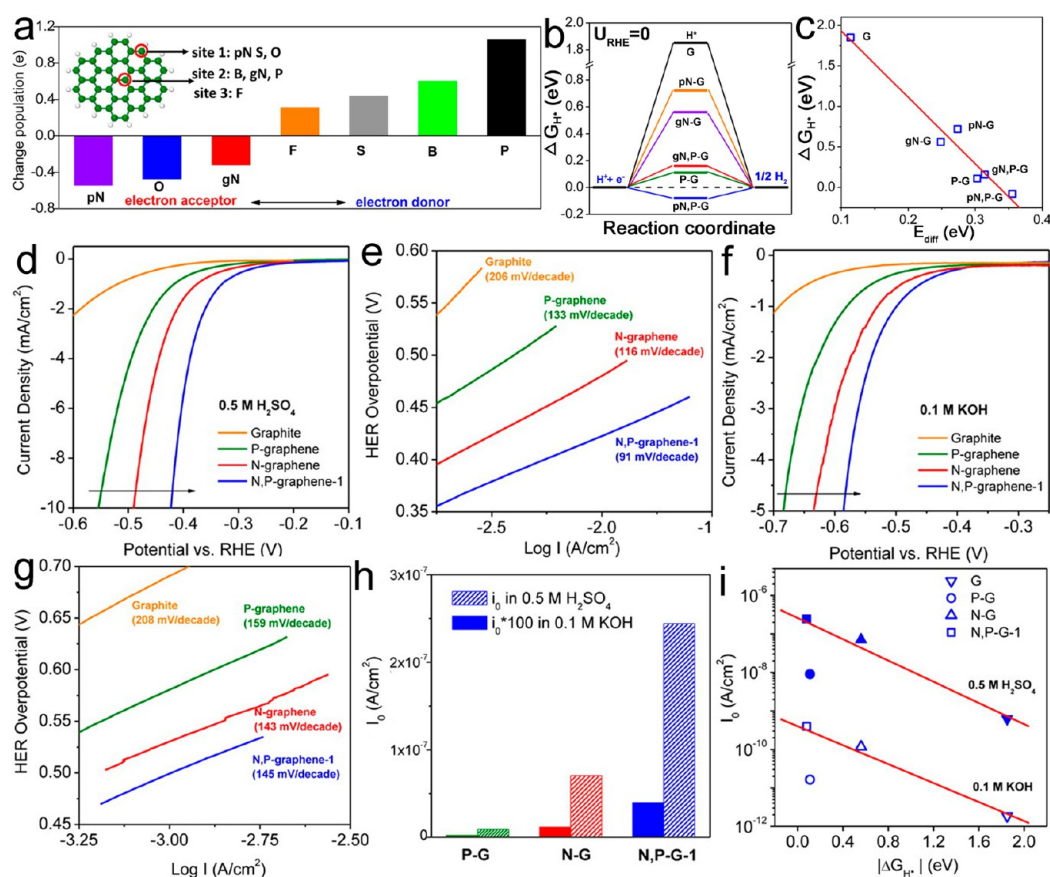 a
Change population (e)
1.2
0.8
0.4
0.0
-0.4
-0.8
site 1: pN S, O
site 2: B, gN, P
site 3: F
pN
O
gN
F
S
B
P
electron acceptor
electron donor
b
U_RHE=0
Δ G_H* (eV)
2.0
1.8
1.6
0.8
0.6
0.4
0.2
0.0
-0.2
H*
G
pN-G
gN-G
gN,P-G
P-G
pN,P-G
H⁺+ e⁻
1/2 H₂
Reaction coordinate
c
Δ G_H* (eV)
2.0
1.5
1.0
0.5
0.0
G
pN-G
gN-G
gN,P-G
P-G
pN,P-G
0.1 0.2 0.3 0.4
E_diff (eV)
d
Current Density (mA/cm²)
0
-2
-4
-6
-8
-10
0.5 M H₂SO₄
Graphite
P-graphene
N-graphene
N,P-graphene-1
-0.6 -0.5 -0.4 -0.3 -0.2 -0.1
Potential vs. RHE (V)
e
HER Overpotential (V)
0.60
0.55
0.50
0.45
0.40
0.35
Graphite
(206 mV/decade)
P-graphene
(133 mV/decade)
N-graphene
(116 mV/decade)
N,P-graphene-1
(91 mV/decade)
-2.5 -2.0 -1
Log I (A/cm²)
f
Current Density (mA/cm²)
0
-1
-2
-3
-4
-5
0.1 M KOH
Graphite
P-graphene
N-graphene
N,P-graphene-1
-0.7 -0.6 -0.5 -0.4 -0.3
Potential vs. RHE (V)
g
HER Overpotential (V)
0.70
0.65
0.60
0.55
0.50
0.45
Graphite
(208 mV/decade)
P-graphene
(159 mV/decade)
N-graphene
(143 mV/decade)
N,P-graphene-1
(145 mV/decade)
-3.25 -3.00 -2.75 -2.50
Log I (A/cm²)
h
I₀ (A/cm²)
3x10⁻⁷
2x10⁻⁷
1x10⁻⁷
0
i₀ in 0.5 M H₂SO₄
i₀*100 in 0.1 M KOH
P-G N-G N,P-G-1
i
I₀ (A/cm²)
10⁻⁶
10⁻⁸
10⁻¹⁰
10⁻¹²
G
P-G
N-G
N,P-G-1
0.5 M H₂SO₄
0.1 M KOH
0.0 0.4 0.8 1.2 1.6 2.0
|ΔG_H*| (eV)